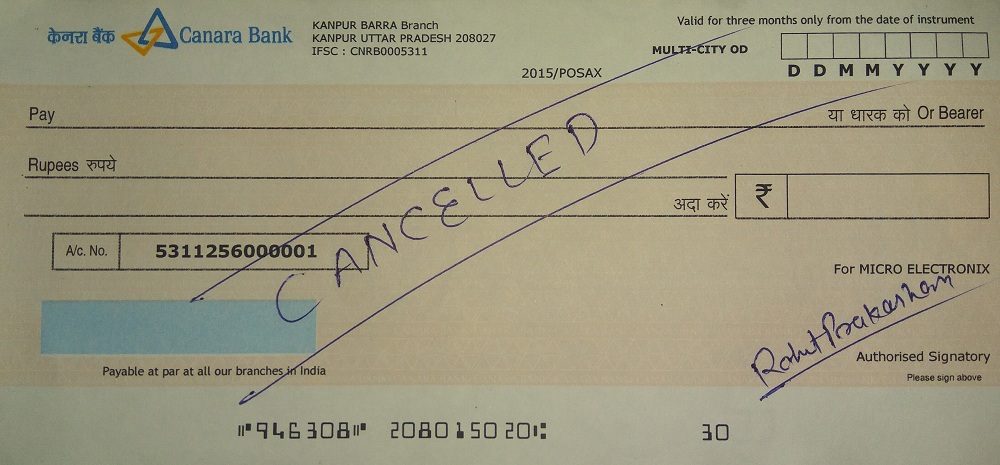 केनरा बैंक Canara Bank
KANPUR BARRA Branch
KANPUR UTTAR PRADESH 208027
IFSC : CNRB0005311
Valid for three months only from the date of instrument
MULTI-CITY OD
2015/POSAX
D D M M Y Y Y Y
Pay या धारक को Or Bearer
Rupees रुपये
अदा करें ₹
A/c. No. 5311256000001
CANCELLED
For MICRO ELECTRONIX
Rohit Prakasham
Authorised Signatory
Please sign above
Payable at par at all our branches in India
⑈946308⑈ 208015020⑆ 30